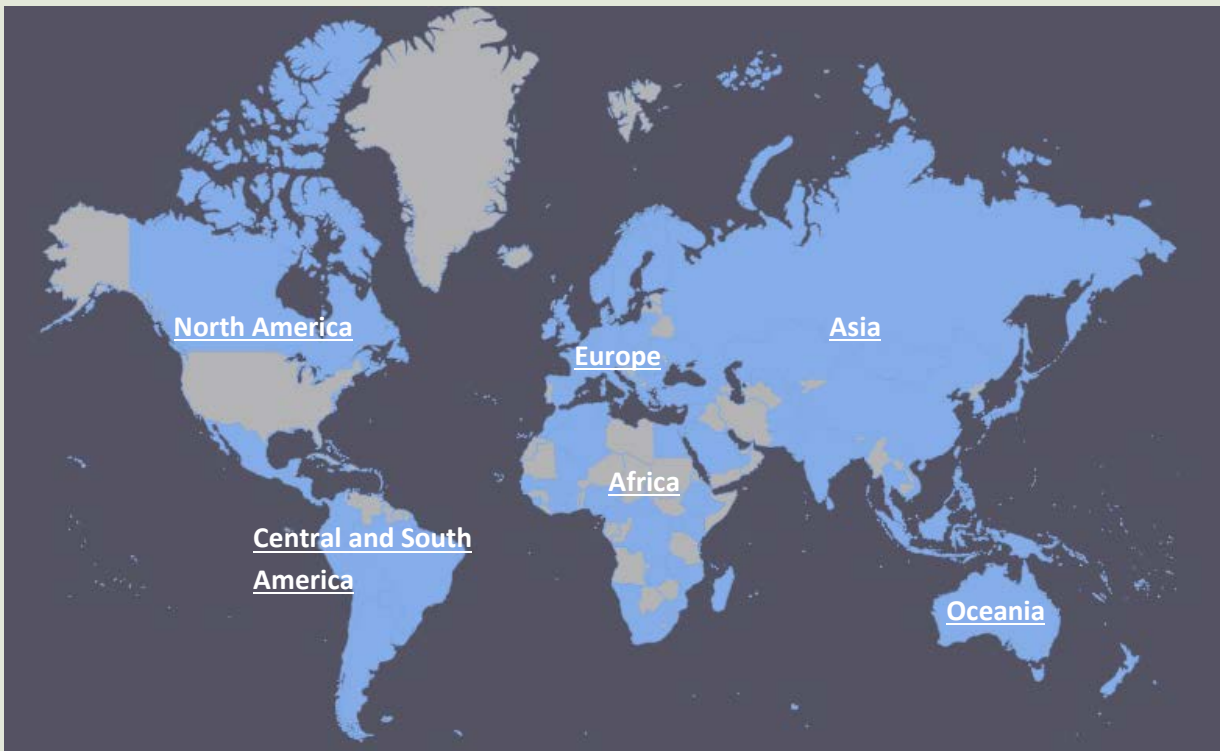 North America
Asia
Europe
Africa
Central and South
America
Oceania